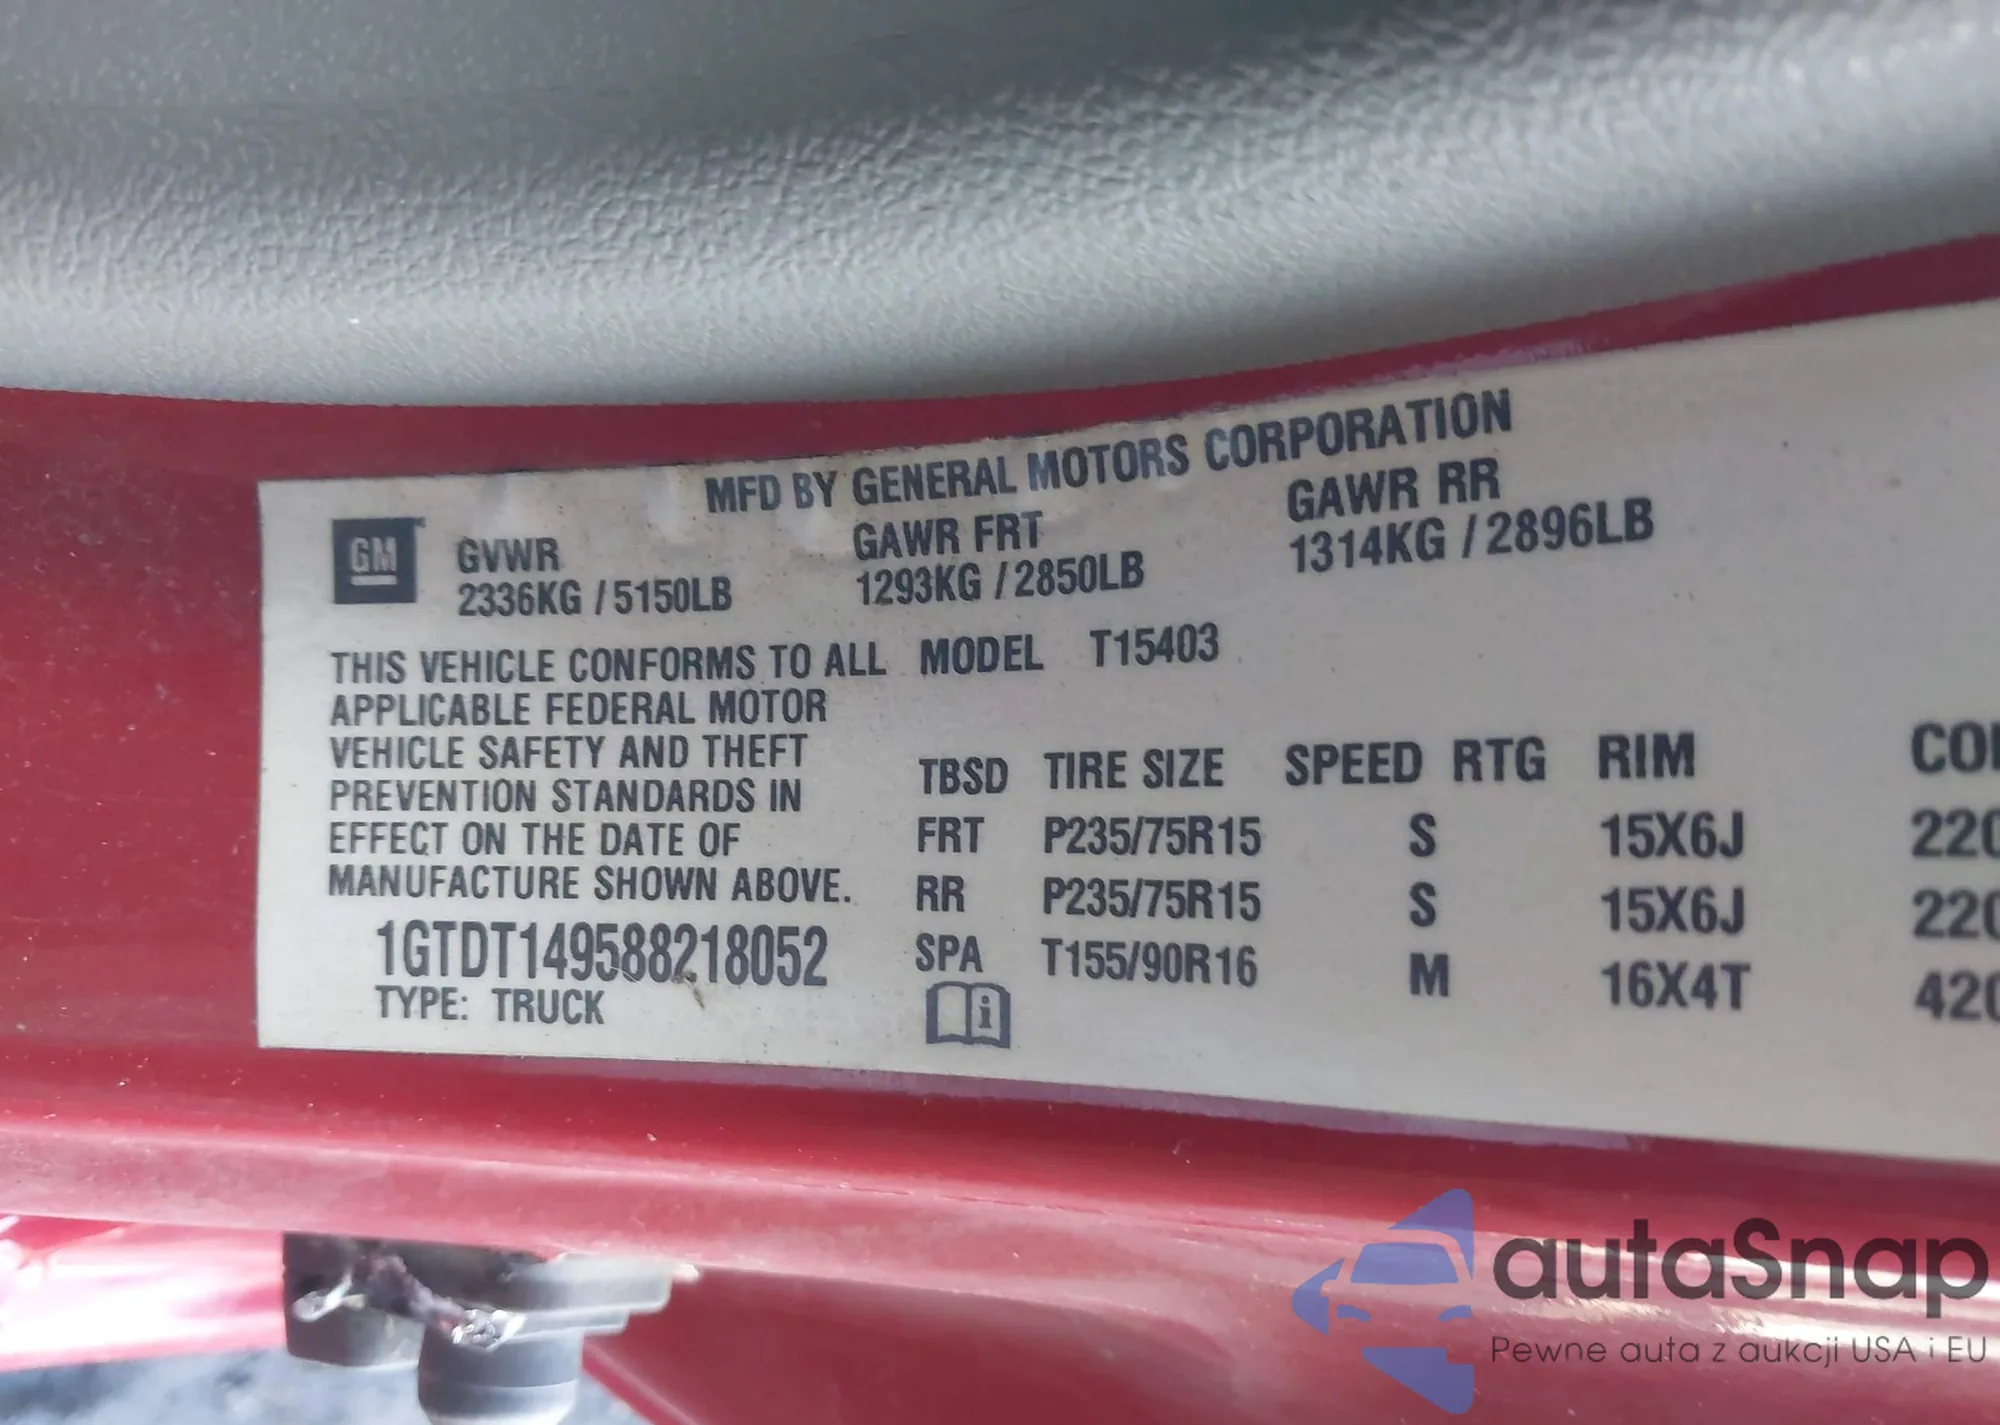 MFD BY GENERAL MOTORS CORPORATION
GM
GVWR GAWR FRT GAWR RR
2336KG / 5150LB 1293KG / 2850LB 1314KG / 2896LB
THIS VEHICLE CONFORMS TO ALL
APPLICABLE FEDERAL MOTOR
VEHICLE SAFETY AND THEFT
PREVENTION STANDARDS IN
EFFECT ON THE DATE OF
MANUFACTURE SHOWN ABOVE.
1GTDT149588218052
TYPE: TRUCK
MODEL T15403
TBSD TIRE SIZE SPEED RTG RIM
FRT P235/75R15 S 15X6J
RR P235/75R15 S 15X6J
SPA T155/90R16 M 16X4T
i
autaSnap
Pewne auta z aukcji USA i EU